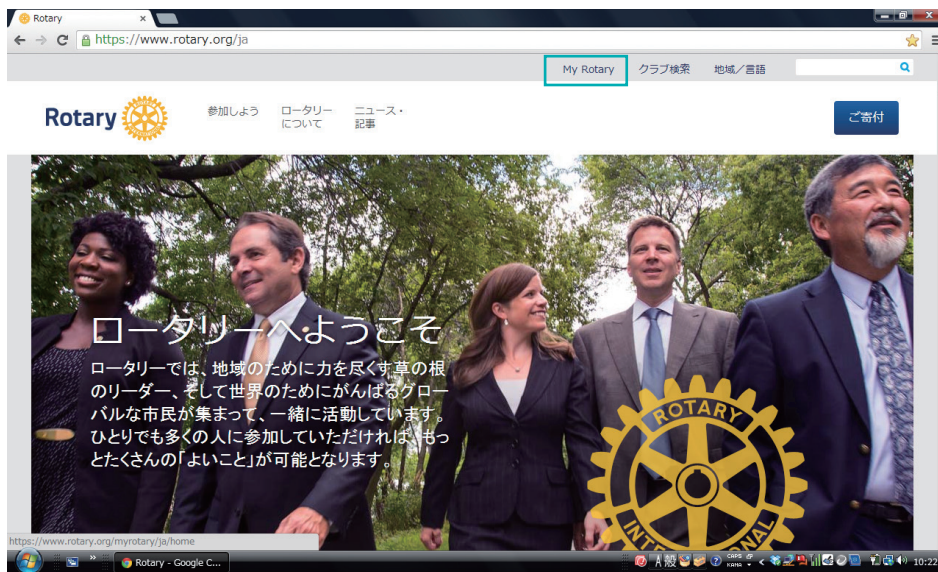 Rotary
https://www.rotary.org/ja
My Rotary クラブ検索 地域/言語
Rotary
参加しよう
ロータリー
について
ニュース・
記事
ご寄付
ロータリーへようこそ
ロータリーでは、地域のために力を尽くす草の根
のリーダー、そして世界のためにがんばるグロー
バルな市民が集まって、一緒に活動しています。
ひとりでも多くの人に参加していただければ、もっ
とたくさんの「よいこと」が可能となります。
ROTARY
INTERNATIONAL
https://www.rotary.org/myrotary/ja/home
Rotary - Google C...
A 般
CAPS
KANA
10:22